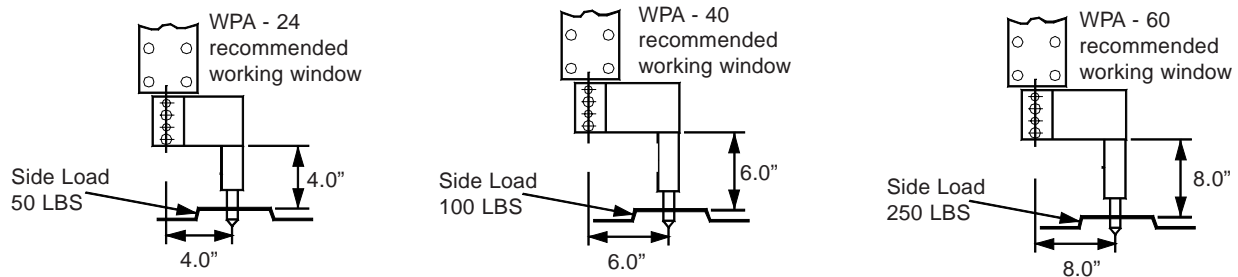 WPA - 24
recommended
working window
4.0”
Side Load
50 LBS
4.0”
WPA - 40
recommended
working window
6.0”
Side Load
100 LBS
6.0”
WPA - 60
recommended
working window
8.0”
Side Load
250 LBS
8.0”